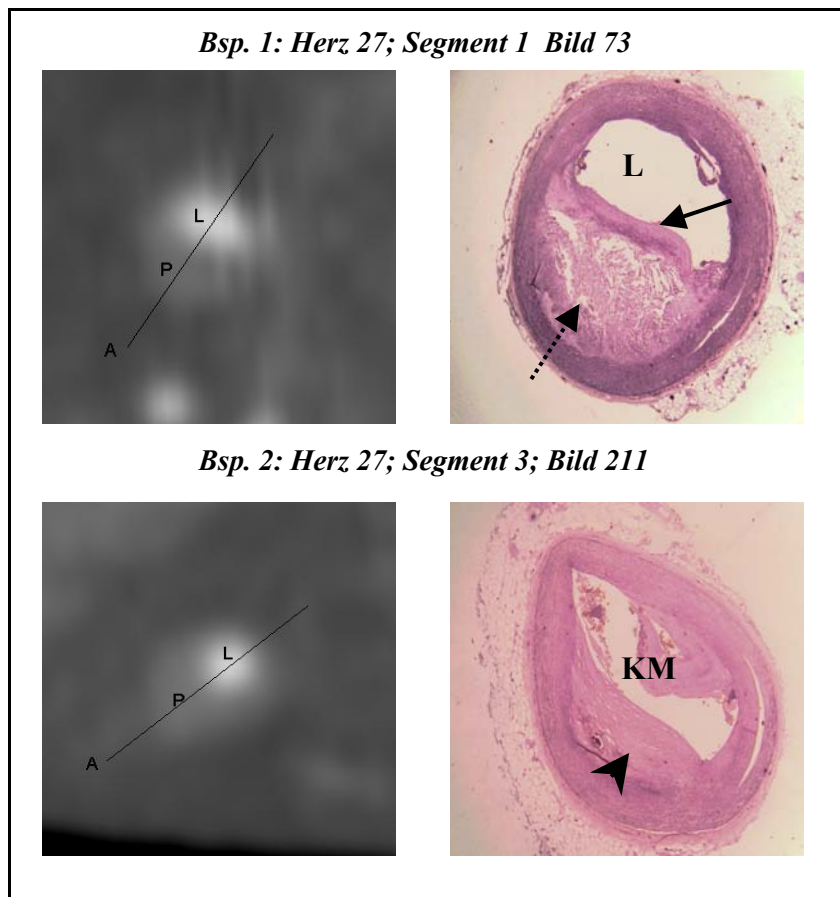 Bsp. 1: Herz 27; Segment 1 Bild 73
L
P
A
L
Bsp. 2: Herz 27; Segment 3; Bild 211
L
P
A
KM